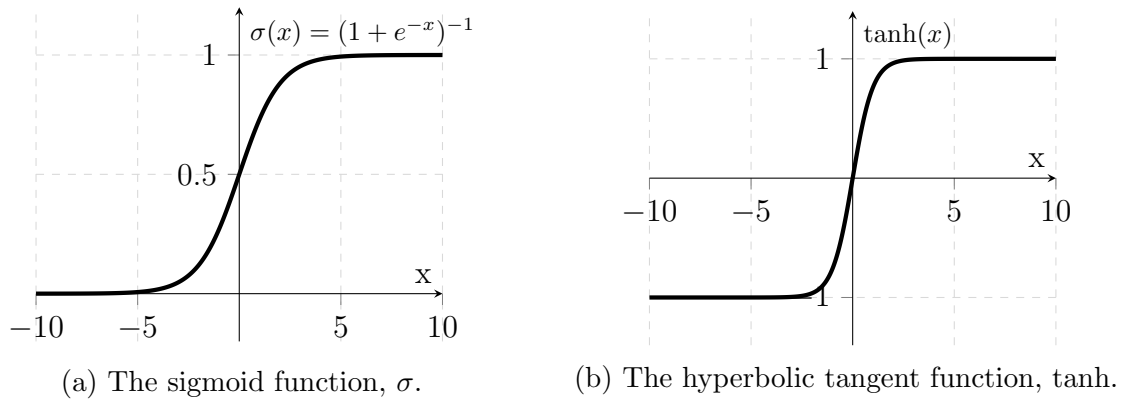 σ(x) = (1 + e^{-x})^{-1}
1
0.5
x
−10
−5
5
10
(a) The sigmoid function, σ.
tanh(x)
1
x
−10
−5
5
10
−1
(b) The hyperbolic tangent function, tanh.